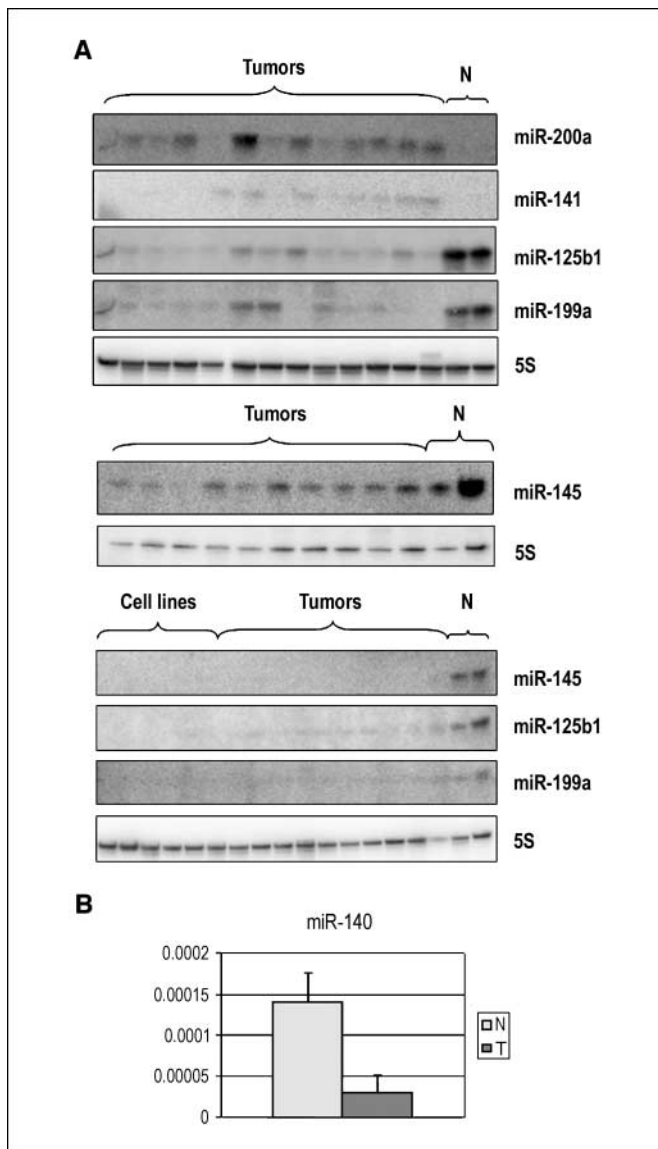 A
Tumors N
miR-200a
miR-141
miR-125b1
miR-199a
5S
Tumors N
miR-145
5S
Cell lines Tumors N
miR-145
miR-125b1
miR-199a
5S
B
miR-140
0.0002
0.00015
0.0001
0.00005
0
N
T